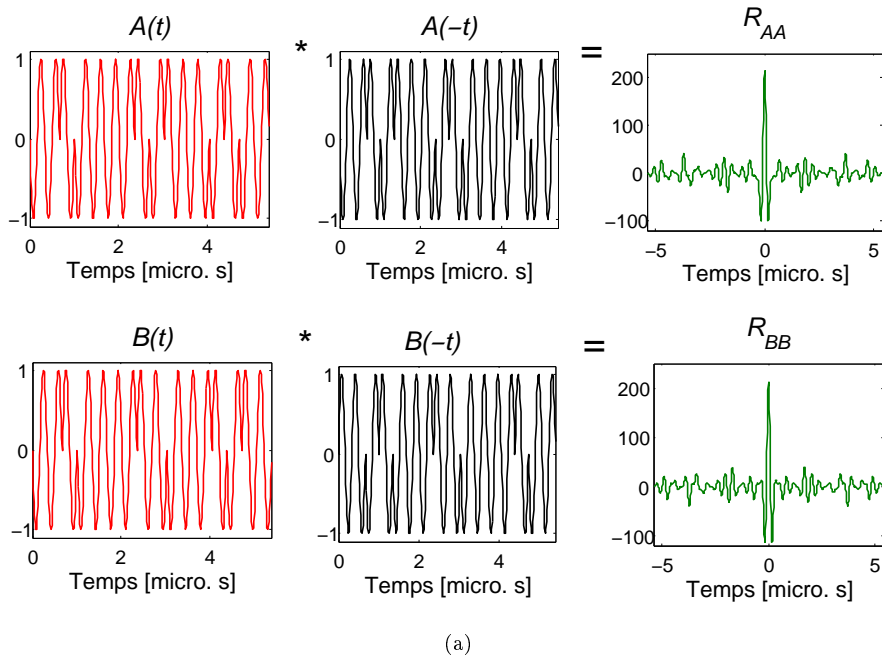 A(t) * A(−t) = R_AA
1
0
−1
0 2 4
Temps [micro. s]
1
0
−1
0 2 4
Temps [micro. s]
200
100
0
−100
−5 0 5
Temps [micro. s]
B(t) * B(−t) = R_BB
1
0
−1
0 2 4
Temps [micro. s]
1
0
−1
0 2 4
Temps [micro. s]
200
100
0
−100
−5 0 5
Temps [micro. s]
(a)